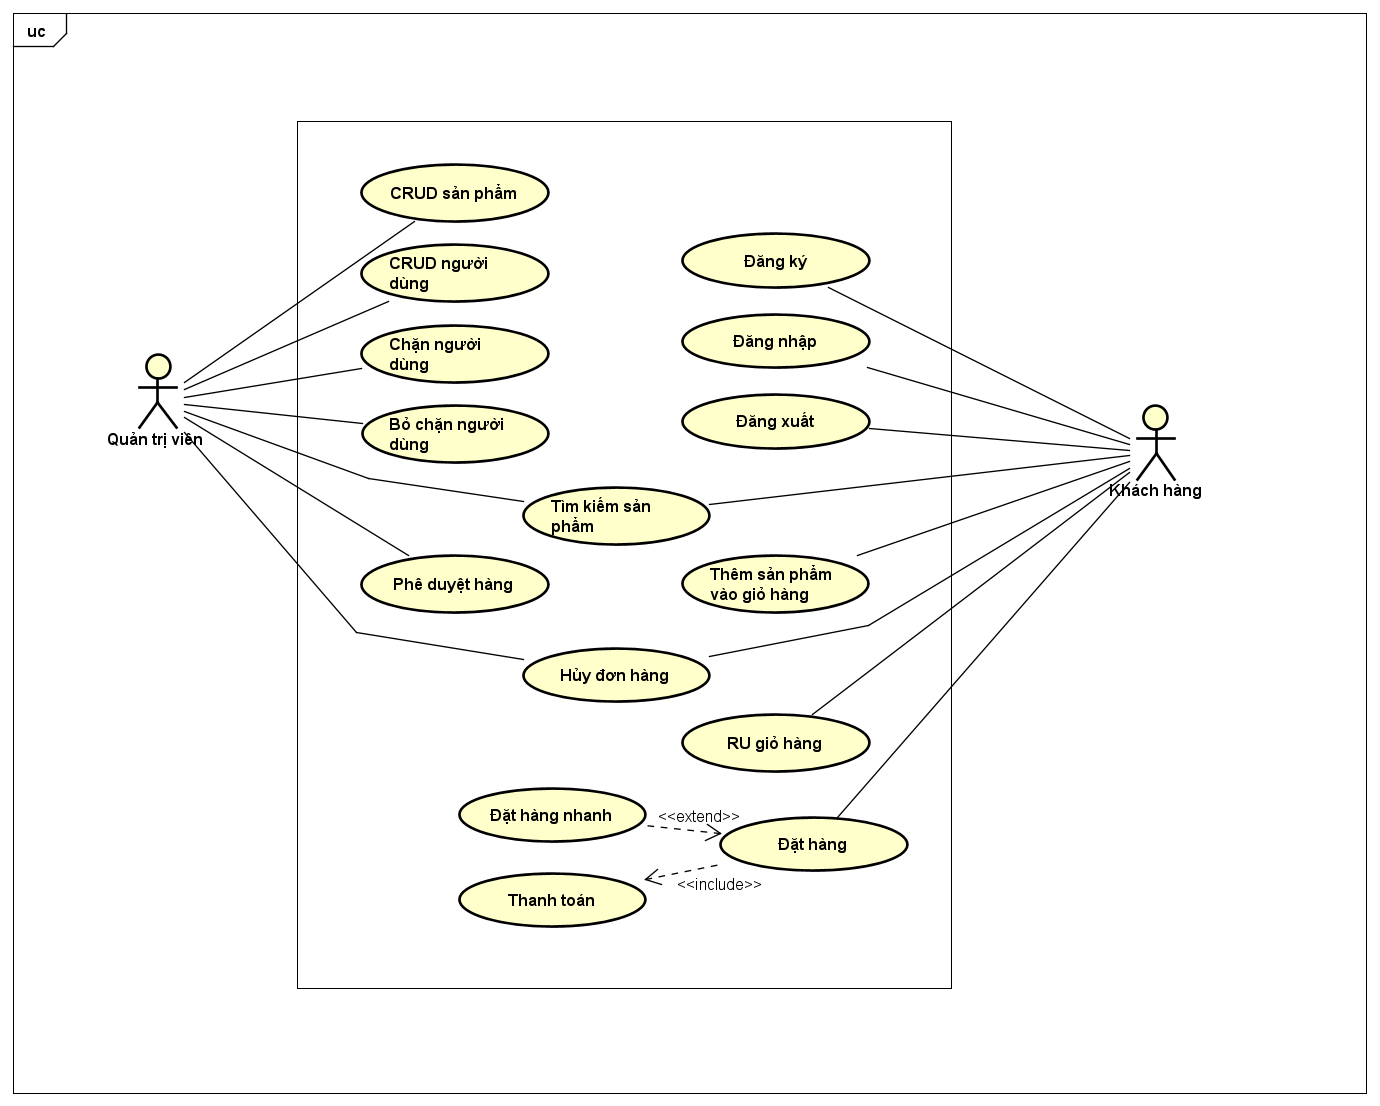 uc
CRUD sản phẩm
CRUD người
dùng
Đăng ký
Chặn người
dùng
Đăng nhập
Bỏ chặn người
dùng
Đăng xuất
Quản trị viên
Khách hàng
Tìm kiếm sản
phẩm
Phê duyệt hàng
Thêm sản phẩm
vào giỏ hàng
Hủy đơn hàng
RU giỏ hàng
Đặt hàng nhanh
<<extend>>
Đặt hàng
<<include>>
Thanh toán